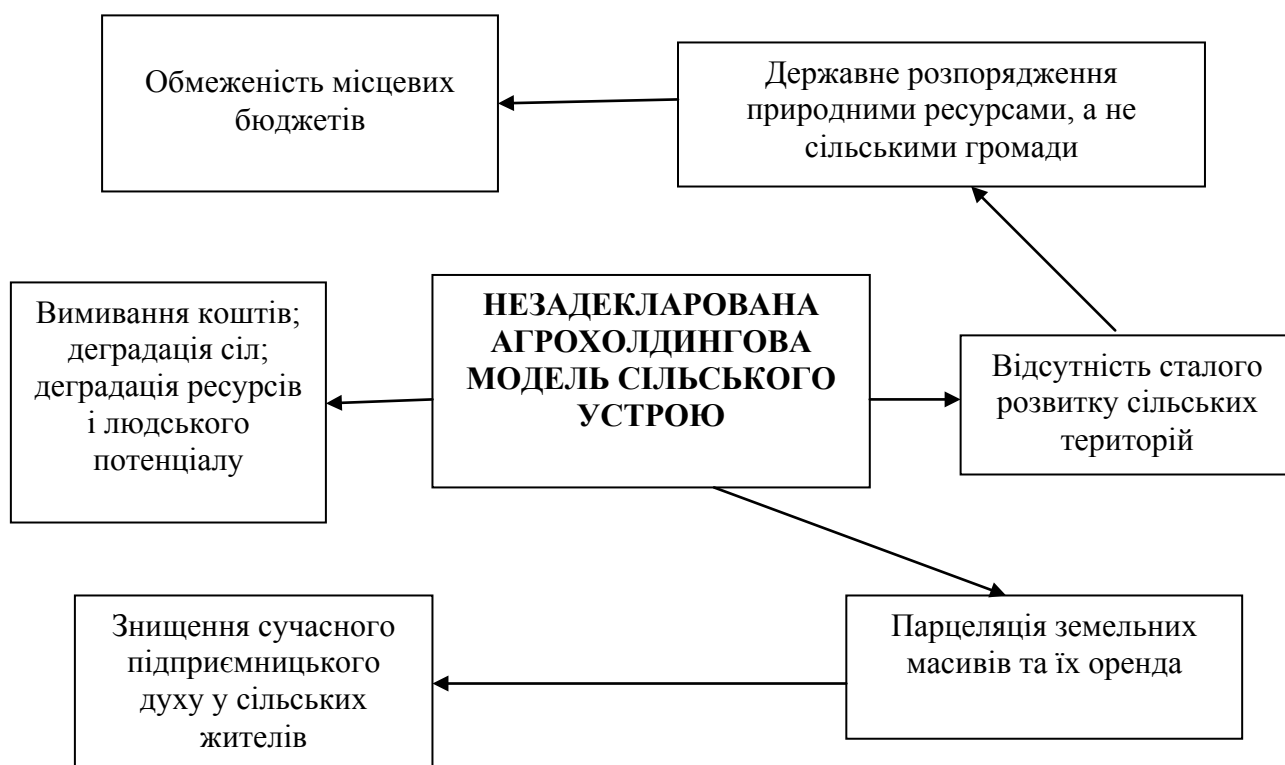 Обмеженість місцевих
бюджетів
Державне розпорядження
природними ресурсами, а не
сільськими громади
Вимивання коштів;
деградація сіл;
деградація ресурсів
і людського
потенціалу
НЕЗАДЕКЛАРОВАНА
АГРОХОЛДИНГОВА
МОДЕЛЬ СІЛЬСЬКОГО
УСТРОЮ
Відсутність сталого
розвитку сільських
територій
Знищення сучасного
підприємницького
духу у сільських
жителів
Парцеляція земельних
масивів та їх оренда